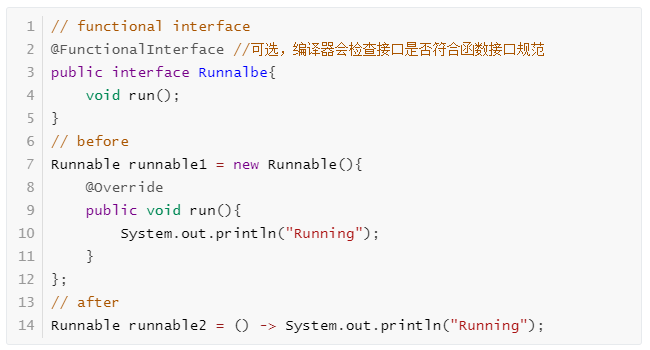 1 // functional interface
2 @FunctionalInterface //可选，编译器会检查接口是否符合函数接口规范
3 public interface Runnalbe{
4     void run();
5 }
6 // before
7 Runnable runnable1 = new Runnable(){
8     @Override
9     public void run(){
10         System.out.println("Running");
11     }
12 };
13 // after
14 Runnable runnable2 = () -> System.out.println("Running");